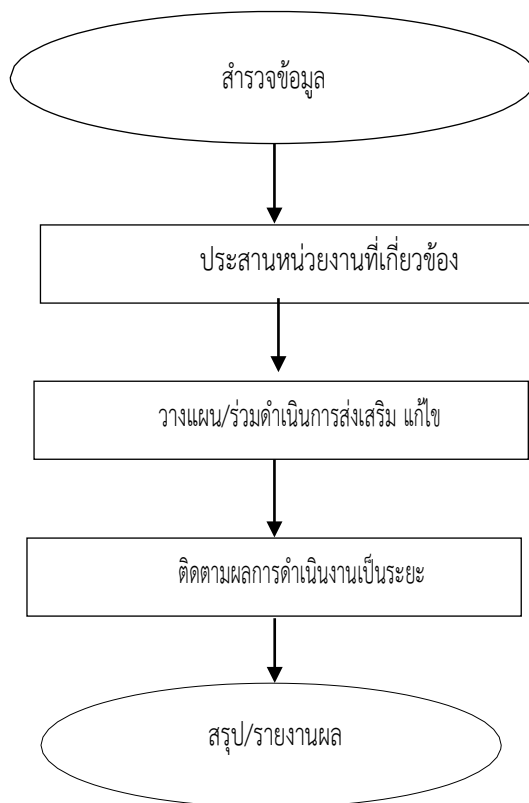 สำรวจข้อมูล
ประสานหน่วยงานที่เกี่ยวข้อง
วางแผน/ร่วมดำเนินการส่งเสริม แก้ไข
ติดตามผลการดำเนินงานเป็นระยะ
สรุป/รายงานผล